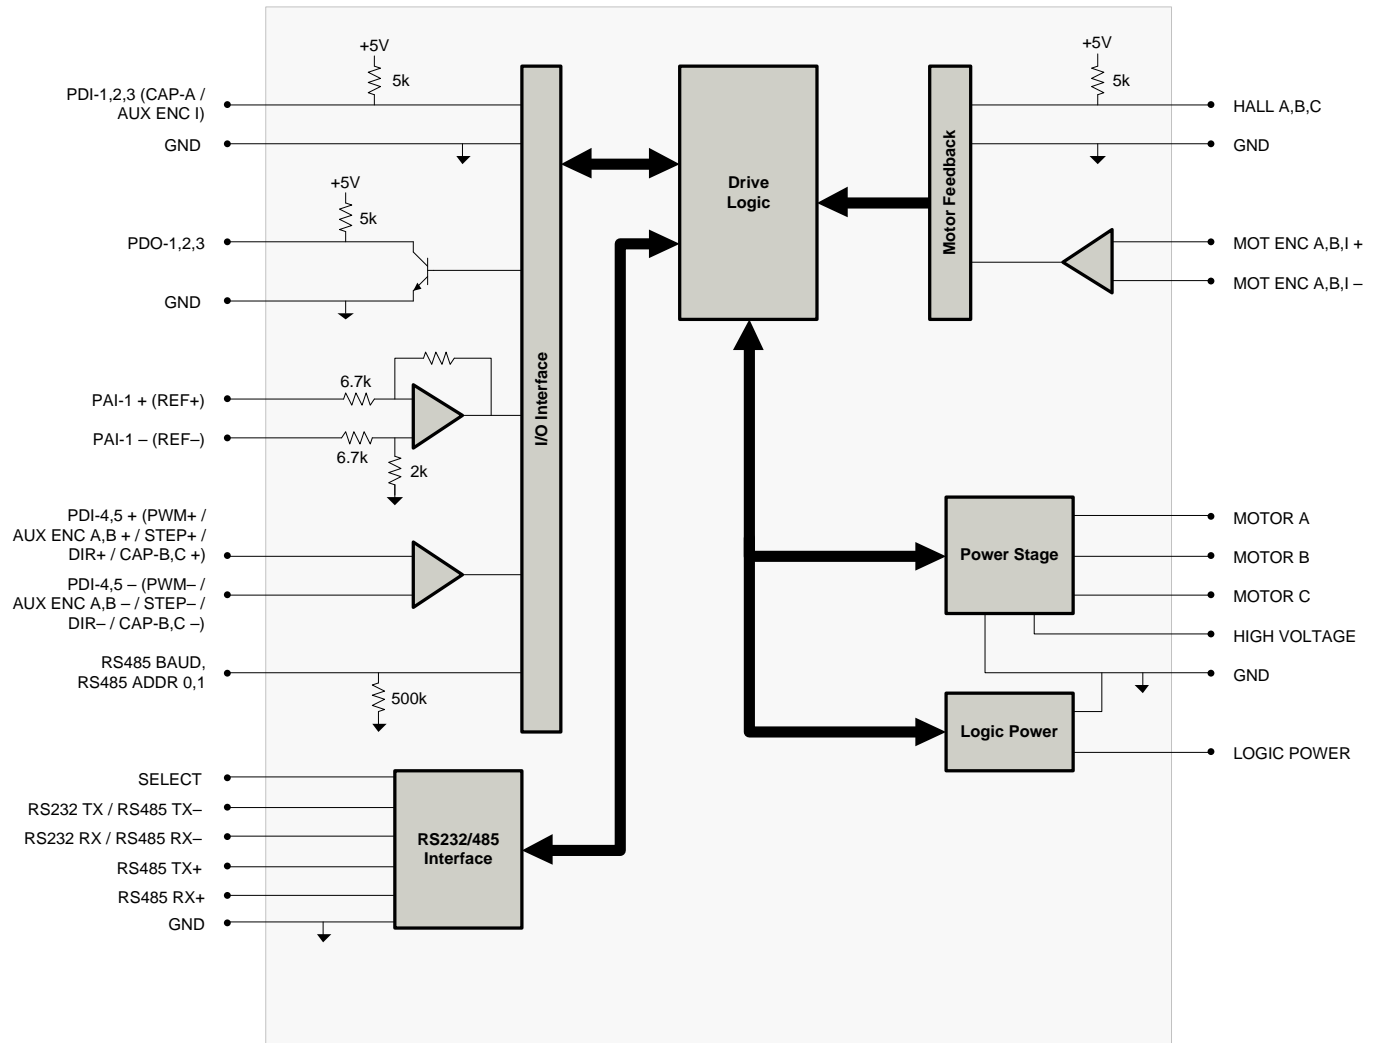 +5V
5k
PDI-1,2,3 (CAP-A /
AUX ENC I)
GND
+5V
5k
PDO-1,2,3
GND
6.7k
PAI-1 + (REF+)
PAI-1 – (REF–)
6.7k
2k
PDI-4,5 + (PWM+ /
AUX ENC A,B + / STEP+ /
DIR+ / CAP-B,C +)
PDI-4,5 – (PWM– /
AUX ENC A,B – / STEP– /
DIR– / CAP-B,C –)
RS485 BAUD,
RS485 ADDR 0,1
500k
I/O Interface
SELECT
RS232 TX / RS485 TX–
RS232 RX / RS485 RX–
RS485 TX+
RS485 RX+
GND
RS232/485
Interface
Drive
Logic
Motor Feedback
+5V
5k
HALL A,B,C
GND
MOT ENC A,B,I +
MOT ENC A,B,I –
Power Stage
MOTOR A
MOTOR B
MOTOR C
HIGH VOLTAGE
GND
Logic Power
LOGIC POWER